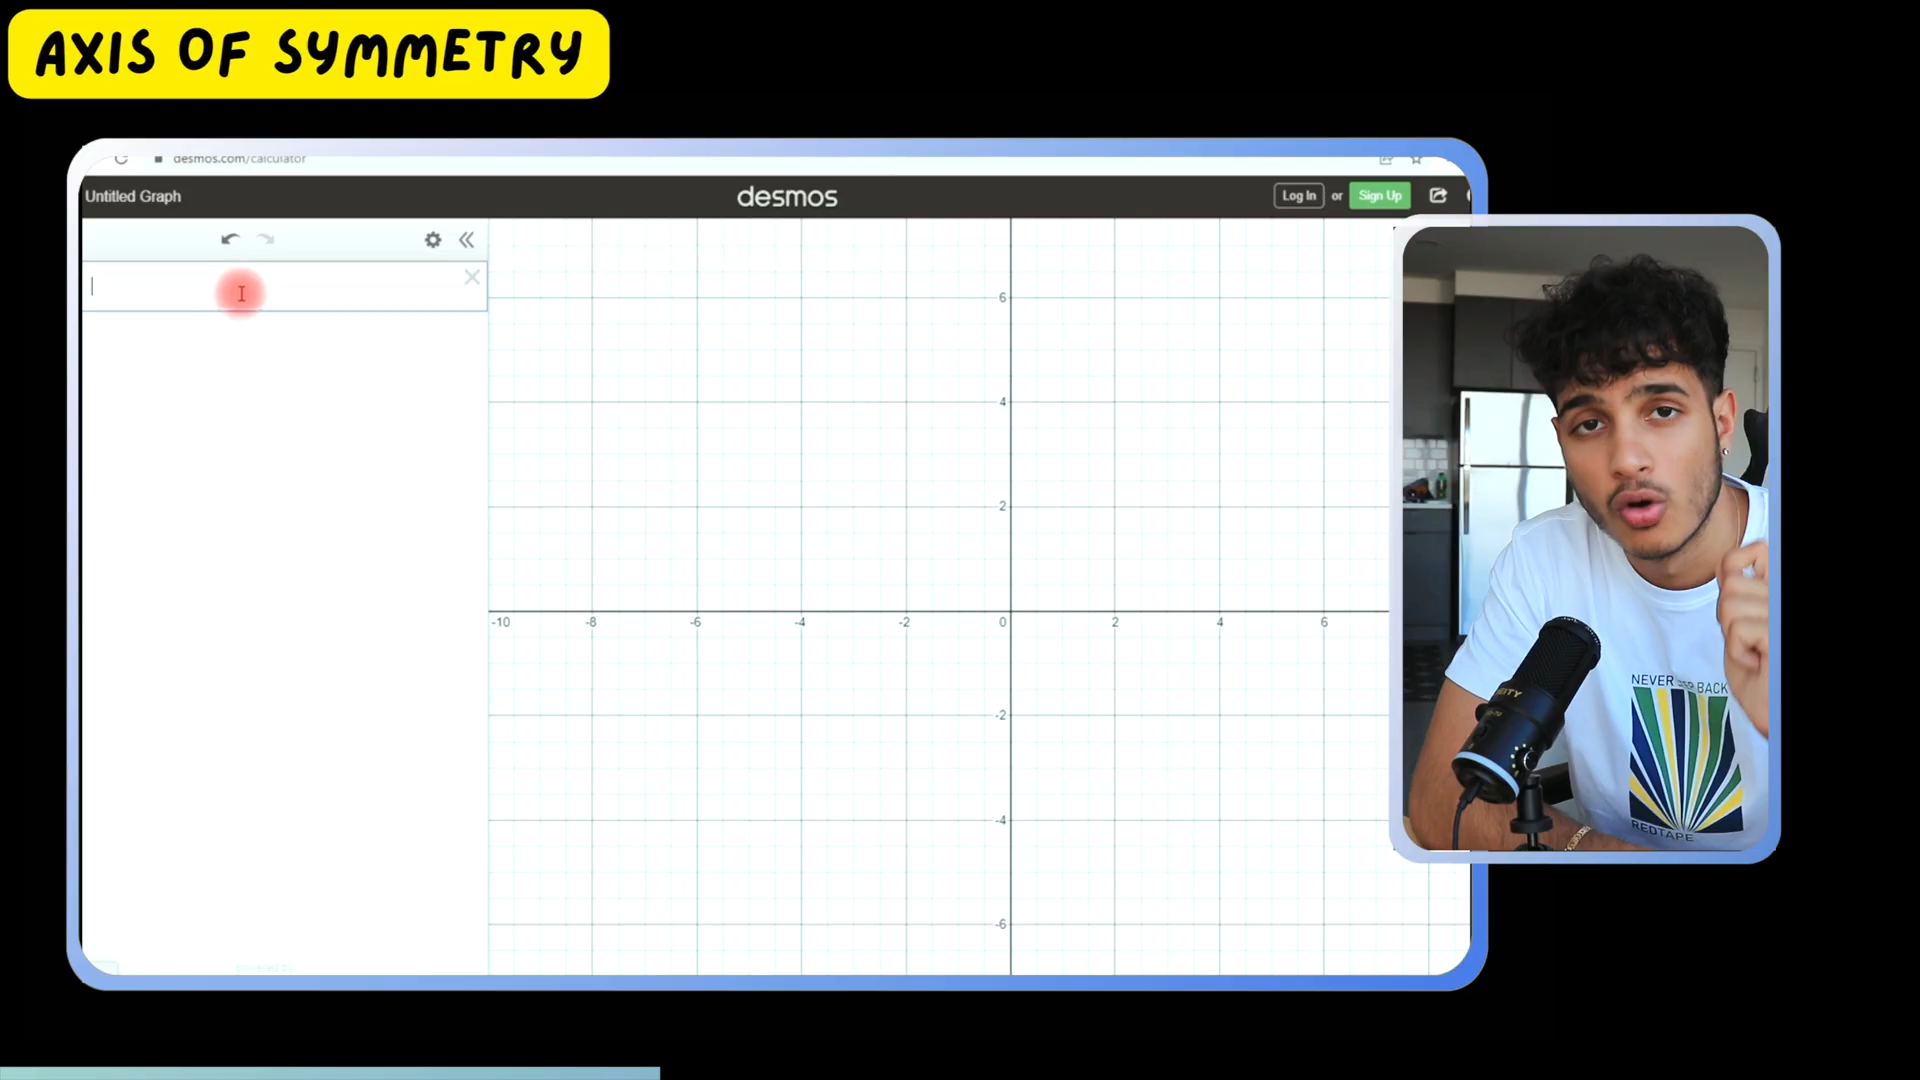 AXIS OF SYMMETRY
desmos.com/calculator
Untitled Graph
desmos
Log In or Sign Up
6
4
2
-10 -8 -6 -4 -2 0 2 4 6
-2
-4
-6
NEVER BACK
REDTAPE